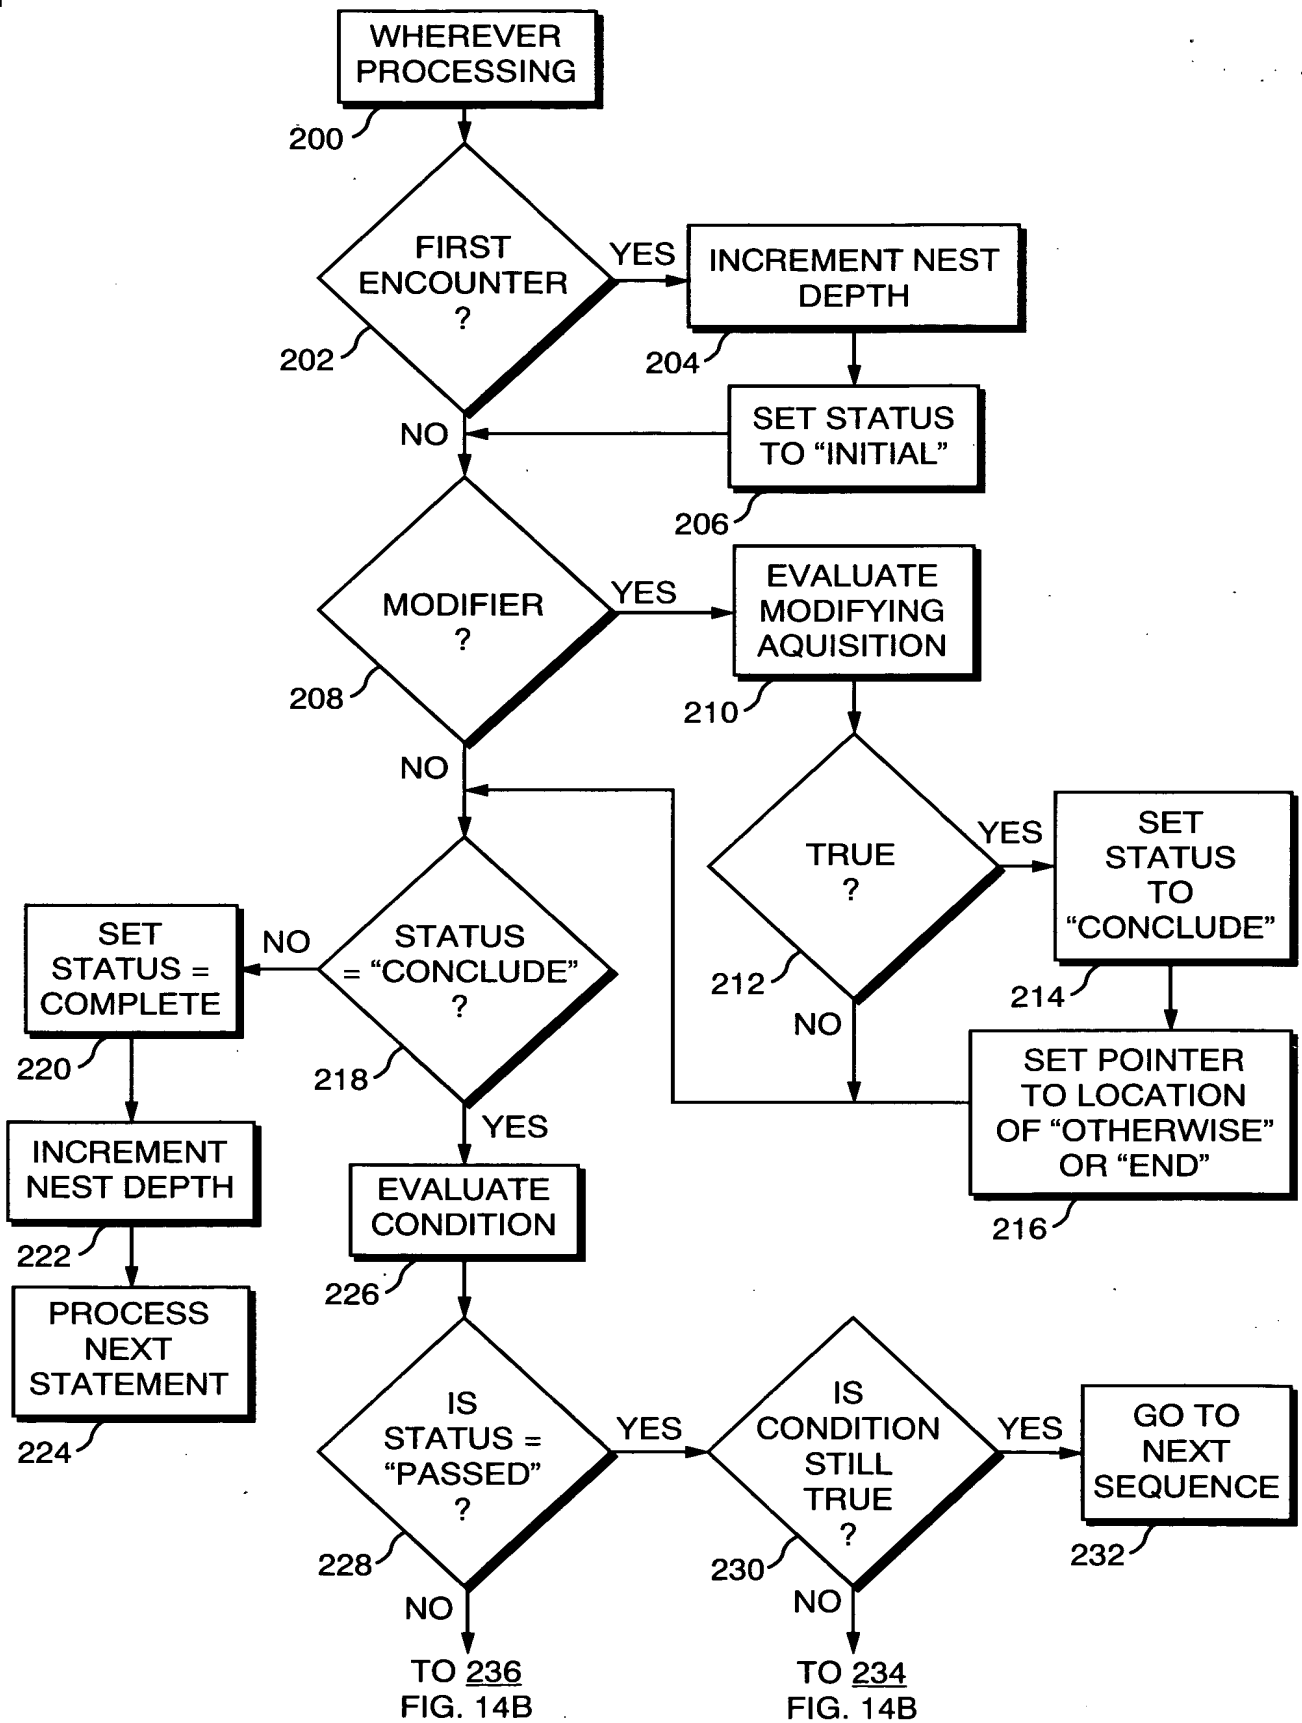 WHEREVER
PROCESSING
200
FIRST
ENCOUNTER
?
202
YES
INCREMENT NEST
DEPTH
204
SET STATUS
TO “INITIAL”
206
NO
MODIFIER
?
208
YES
EVALUATE
MODIFYING
AQUISITION
210
NO
TRUE
?
212
YES
SET
STATUS
TO
“CONCLUDE”
214
NO
SET POINTER
TO LOCATION
OF “OTHERWISE”
OR “END”
216
STATUS
= “CONCLUDE”
?
218
NO
SET
STATUS =
COMPLETE
220
INCREMENT
NEST DEPTH
222
PROCESS
NEXT
STATEMENT
224
YES
EVALUATE
CONDITION
226
IS
STATUS =
“PASSED”
?
228
YES
IS
CONDITION
STILL
TRUE
?
230
YES
GO TO
NEXT
SEQUENCE
232
NO
TO 236
FIG. 14B
NO
TO 234
FIG. 14B